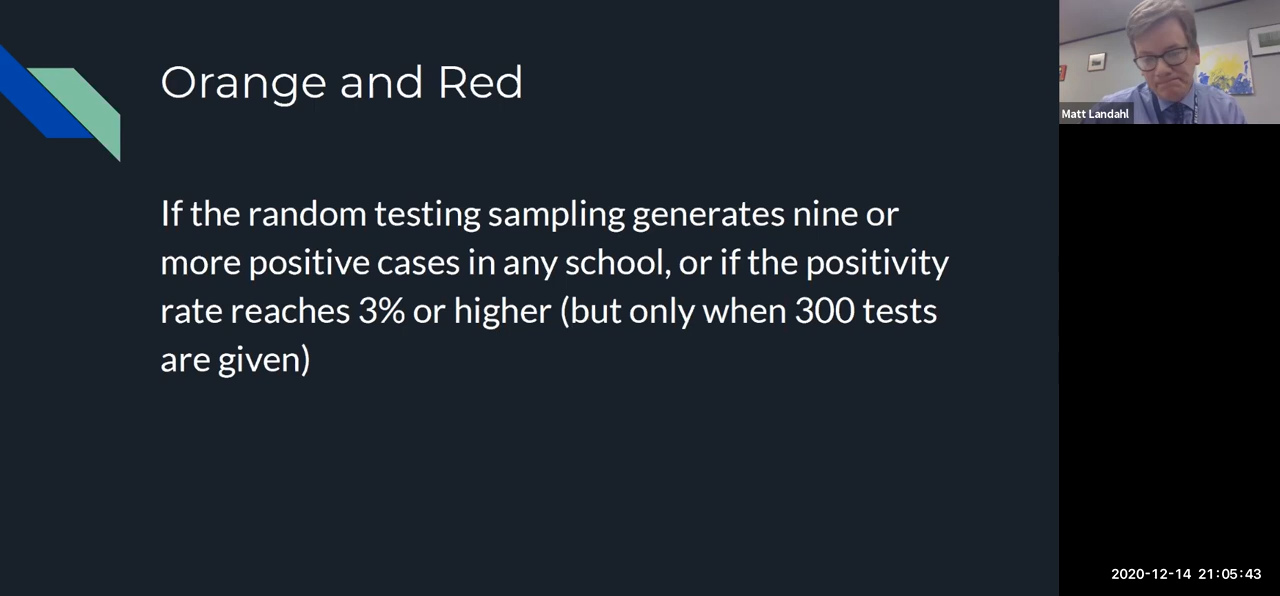 Orange and Red
If the random testing sampling generates nine or
more positive cases in any school, or if the positivity
rate reaches 3% or higher (but only when 300 tests
are given)
Matt Landahl
2020-12-14 21:05:43